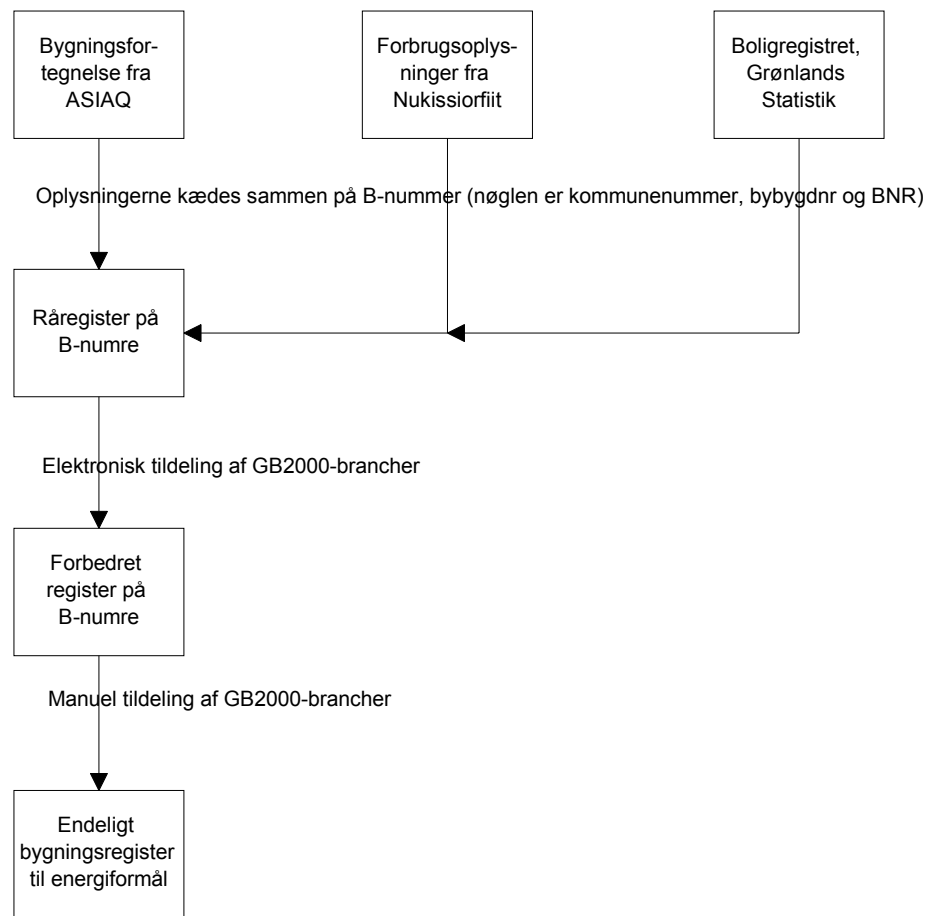 Bygningsfor-
tegnelse fra
ASIAQ
Forbrugsoplys-
ninger fra
Nukissiorfiit
Boligregistret,
Grønlands
Statistik
Oplysningerne kædes sammen på B-nummer (nøglen er kommunenummer, bybygdnr og BNR)
Råregister på
B-numre
Elektronisk tildeling af GB2000-brancher
Forbedret
register på
B-numre
Manuel tildeling af GB2000-brancher
Endeligt
bygningsregister
til energiformål